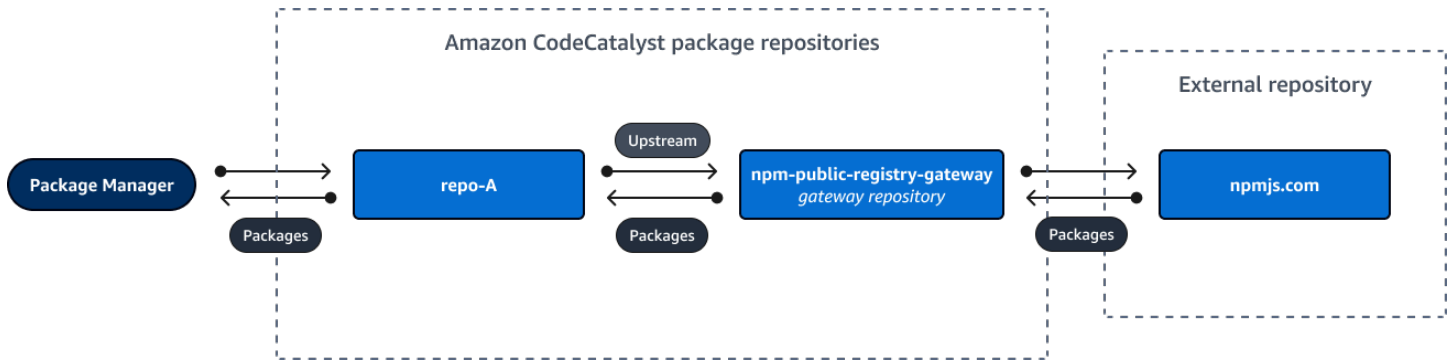 Amazon CodeCatalyst package repositories
External repository
Upstream
Package Manager
repo-A
npm-public-registry-gateway
gateway repository
npmjs.com
Packages
Packages
Packages